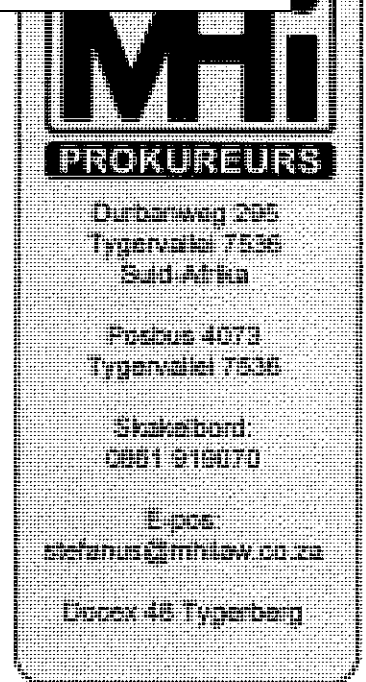 MHI
PROKUREURS
Durbanweg 295
Tygervallei 7536
Suid-Afrika
Posbus 4073
Tygervallei 7536
Skakelbord:
0861 919070
E-pos:
stefanus@mhilaw.co.za
Docex 48 Tygerberg